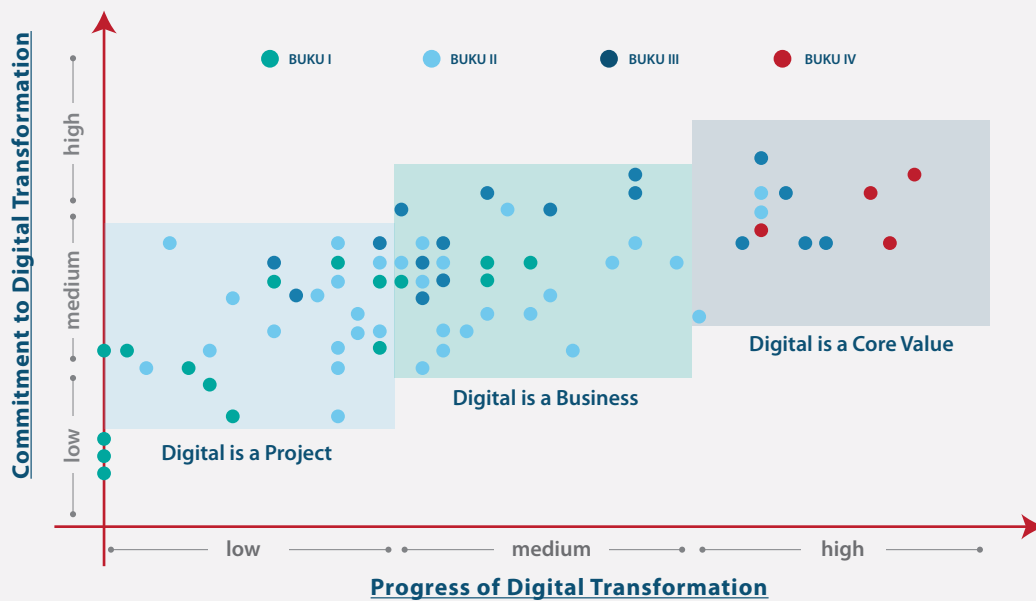 BUKU I
BUKU II
BUKU III
BUKU IV
Commitment to Digital Transformation
high
medium
low
Digital is a Core Value
Digital is a Business
Digital is a Project
low
medium
high
Progress of Digital Transformation